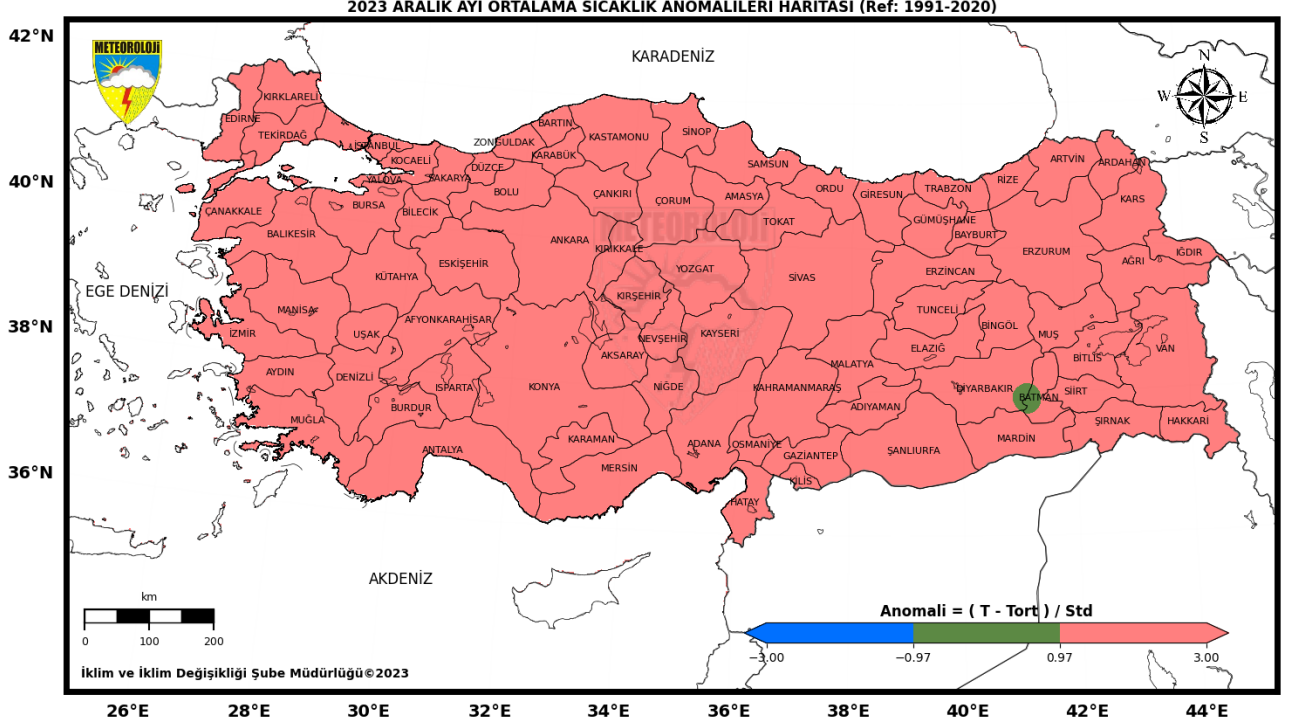 2023 ARALIK AYI ORTALAMA SICAKLIK ANOMALİLERİ HARİTASI (Ref: 1991-2020)
42°N
40°N
38°N
36°N
METEOROLOJİ
KARADENİZ
N
W
E
S
KIRKLARELİ
EDİRNE
TEKİRDAĞ
İSTANBUL
KOCAELİ
YALOVA
SAKARYA
DÜZCE
ZONGULDAK
BARTIN
KARABÜK
KASTAMONU
SİNOP
SAMSUN
ORDU
GİRESUN
TRABZON
RİZE
ARTVİN
ARDAHAN
KARS
ÇANAKKALE
BALIKESİR
BURSA
BİLECİK
BOLU
ÇANKIRI
ÇORUM
AMASYA
TOKAT
GÜMÜŞHANE
BAYBURT
ERZURUM
AĞRI
IĞDIR
METEOROLOJİ
ANKARA
KIRIKKALE
ESKİŞEHİR
KÜTAHYA
YOZGAT
SİVAS
ERZİNCAN
EGE DENİZİ
MANİSA
İZMİR
UŞAK
AFYONKARAHİSAR
KIRŞEHİR
NEVŞEHİR
KAYSERİ
AKSARAY
TUNCELİ
BİNGÖL
MUŞ
ELAZIĞ
BİTLİS
VAN
AYDIN
DENİZLİ
ISPARTA
KONYA
NİĞDE
KAHRAMANMARAŞ
MALATYA
ADIYAMAN
DİYARBAKIR
BATMAN
SİİRT
MUĞLA
BURDUR
ANTALYA
KARAMAN
MERSİN
ADANA
OSMANİYE
GAZİANTEP
KİLİS
HATAY
ŞANLIURFA
MARDİN
ŞIRNAK
HAKKARİ
AKDENİZ
km
0 100 200
İklim ve İklim Değişikliği Şube Müdürlüğü©2023
Anomali = ( T - Tort ) / Std
−3.00 −0.97 0.97 3.00
26°E 28°E 30°E 32°E 34°E 36°E 38°E 40°E 42°E 44°E